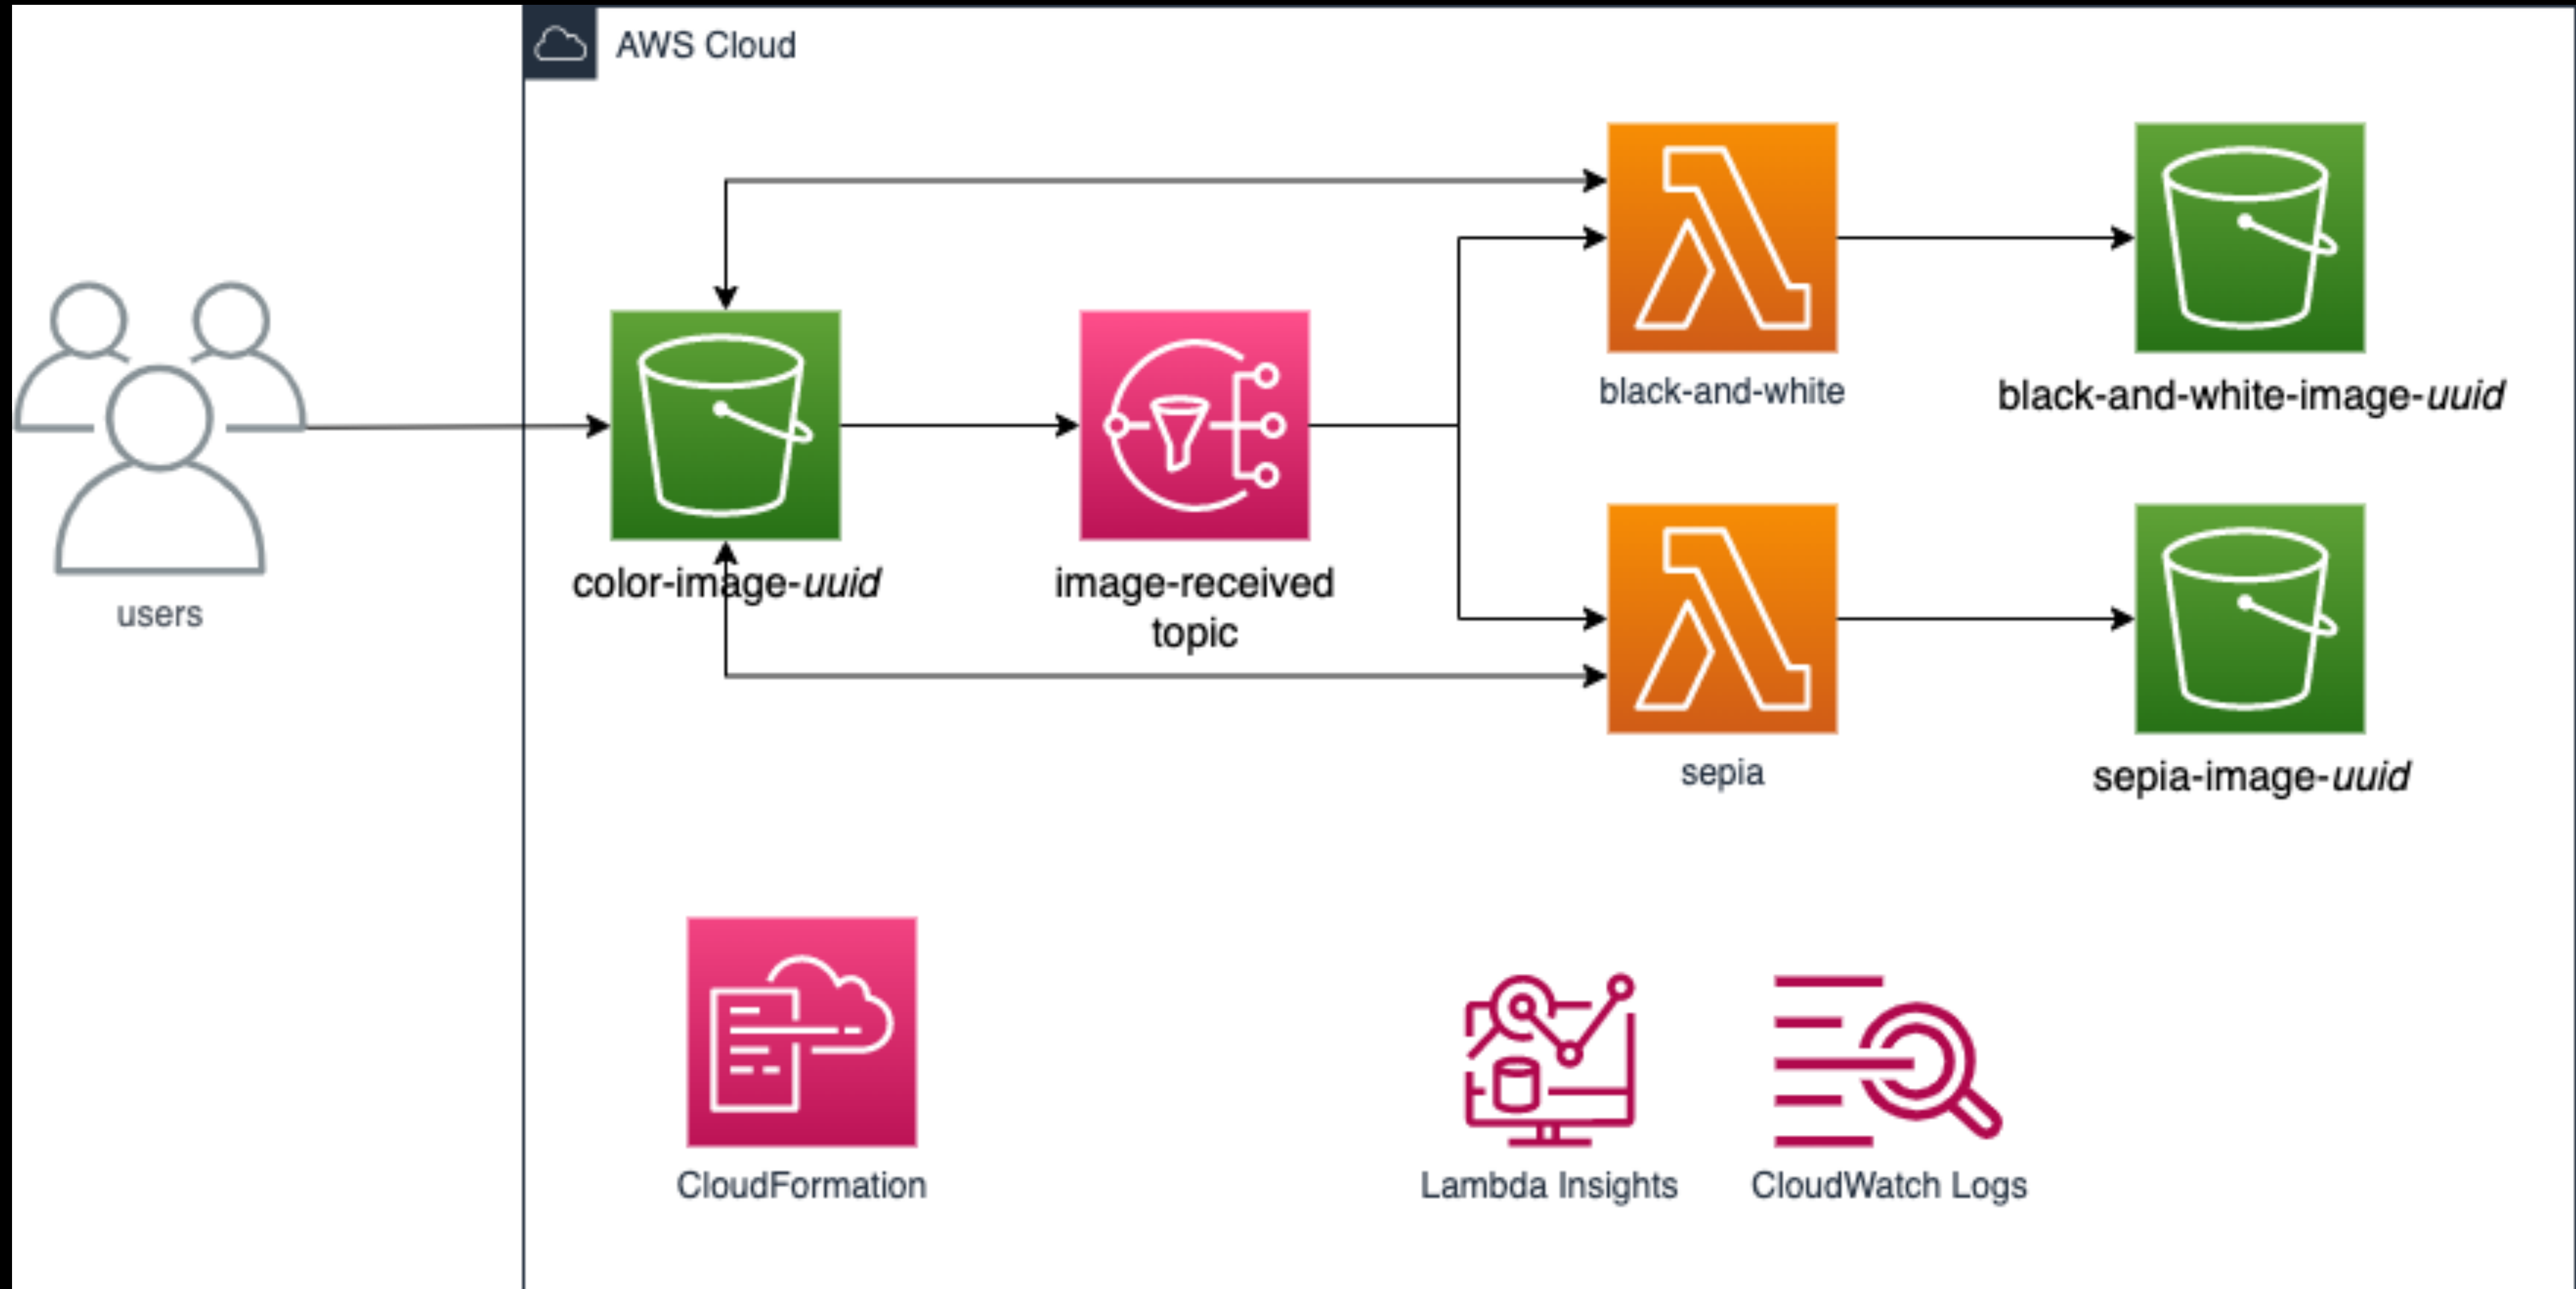 AWS Cloud
black-and-white
black-and-white-image-uuid
users
color-image-uuid
image-received
topic
sepia
sepia-image-uuid
CloudFormation
Lambda Insights
CloudWatch Logs